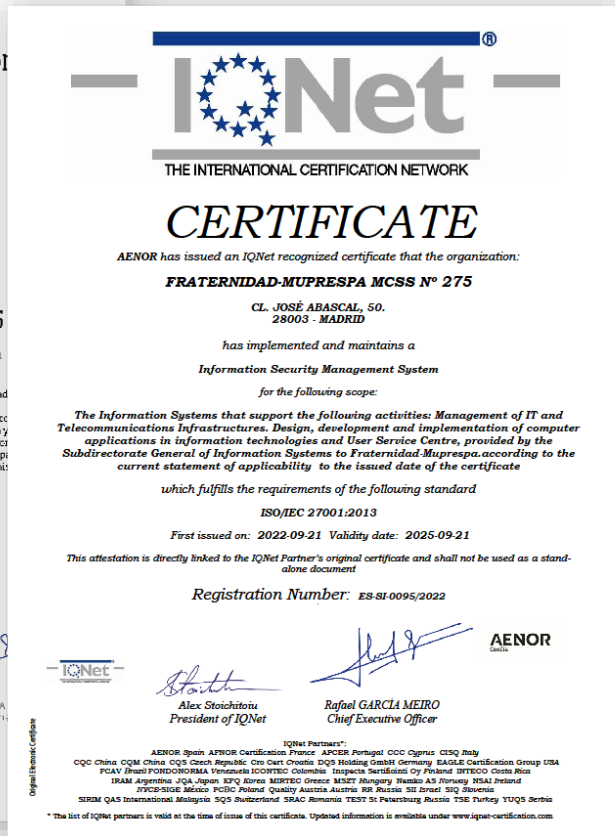 IQNet ®
THE INTERNATIONAL CERTIFICATION NETWORK
CERTIFICATE
AENOR has issued an IQNet recognized certificate that the organization:
FRATERNIDAD-MUPRESPA MCSS Nº 275
CL. JOSÉ ABASCAL, 50.
28003 - MADRID
has implemented and maintains a
Information Security Management System
for the following scope:
The Information Systems that support the following activities: Management of IT and
Telecommunications Infrastructures. Design, development and implementation of computer
applications in information technologies and User Service Centre, provided by the
Subdirectorate General of Information Systems to Fraternidad-Muprespa.according to the
current statement of applicability to the issued date of the certificate
which fulfills the requirements of the following standard
ISO/IEC 27001:2013
First issued on: 2022-09-21 Validity date: 2025-09-21
This attestation is directly linked to the IQNet Partner's original certificate and shall not be used as a stand-
alone document
Registration Number: ES-SI-0095/2022
IQNet
AENOR
Alex Stoichitoiu
President of IQNet
Rafael GARCÍA MEIRO
Chief Executive Officer
Original Electronic Certificate
IQNet Partners*:
AENOR Spain AFNOR Certification France APCER Portugal CCC Cyprus CISQ Italy
CQC China CQM China CQS Czech Republic Cro Cert Croatia DQS Holding GmbH Germany EAGLE Certification Group USA
FCAV Brazil FONDONORMA Venezuela ICONTEC Colombia Inspecta Sertifiointi Oy Finland INTECO Costa Rica
IRAM Argentina JQA Japan KFQ Korea MIRTEC Greece MSZT Hungary Nemko AS Norway NSAI Ireland
NYCE-SIGE México PCBC Poland Quality Austria Austria RR Russia SII Israel SIQ Slovenia
SIRIM QAS International Malaysia SQS Switzerland SRAC Romania TEST St Petersburg Russia TSE Turkey YUQS Serbia
* The list of IQNet partners is valid at the time of issue of this certificate. Updated information is available under www.iqnet-certification.com